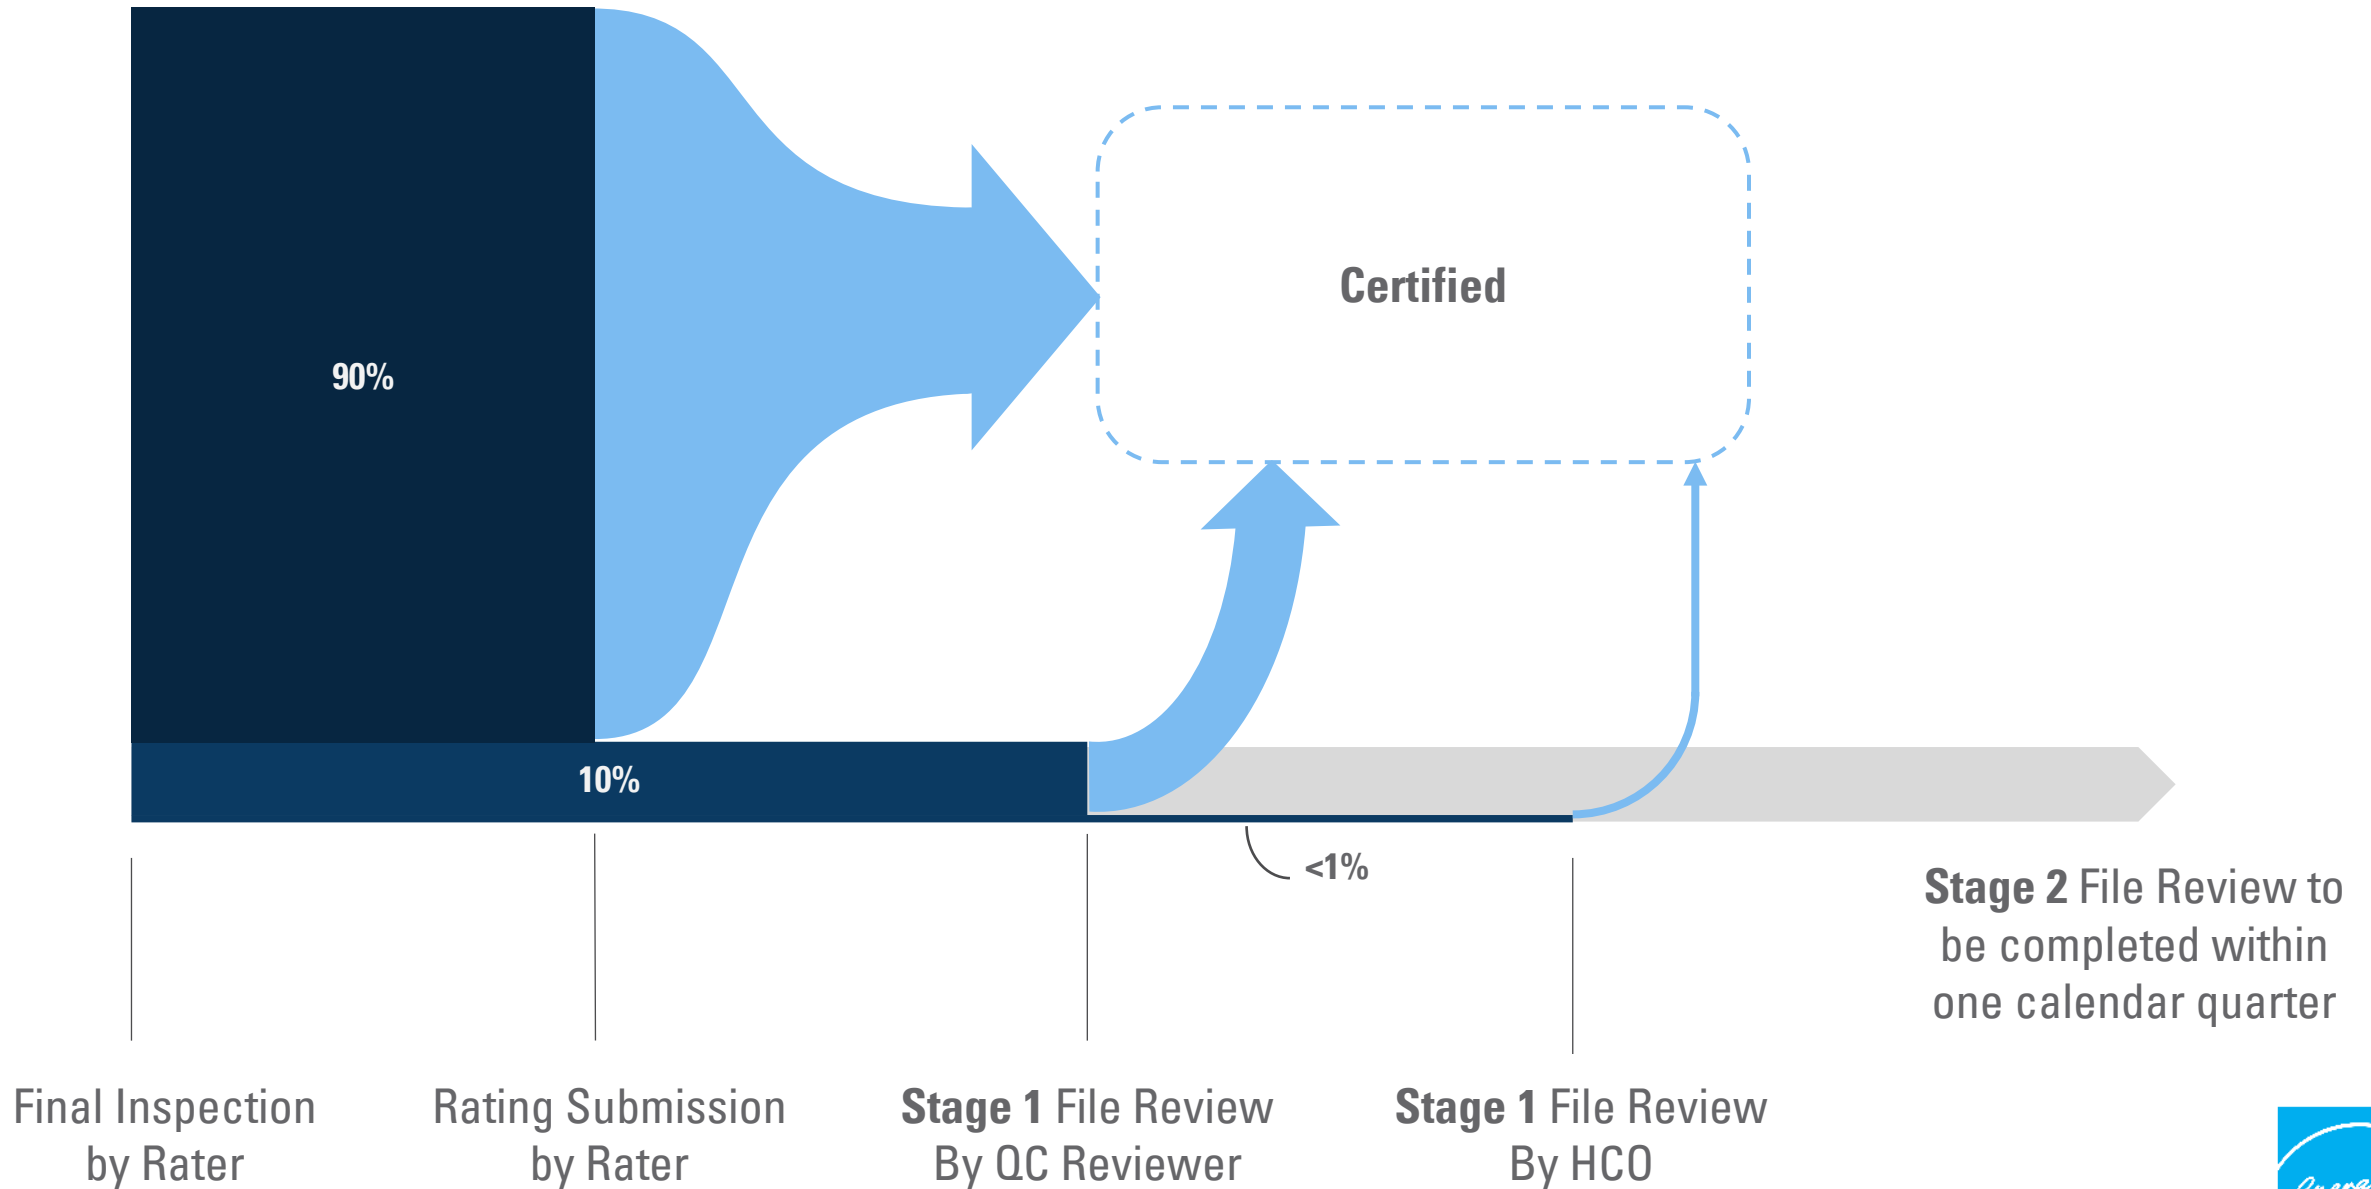 Certified
90%
10%
<1%
Stage 2 File Review to
be completed within
one calendar quarter
Final Inspection
by Rater
Rating Submission
by Rater
Stage 1 File Review
By QC Reviewer
Stage 1 File Review
By HCO